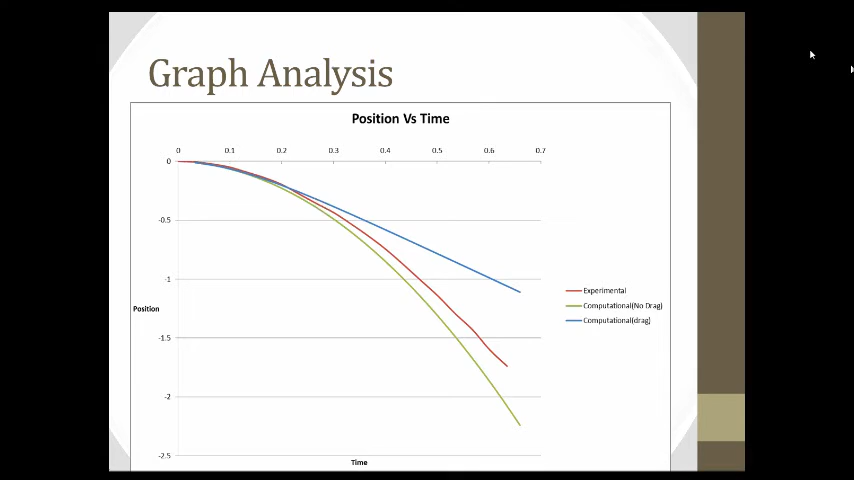 Graph Analysis
Position Vs Time
0 0.1 0.2 0.3 0.4 0.5 0.6 0.7
0
-0.5
-1
Experimental
Computational(No Drag)
Position
Computational(drag)
-1.5
-2
-2.5
Time